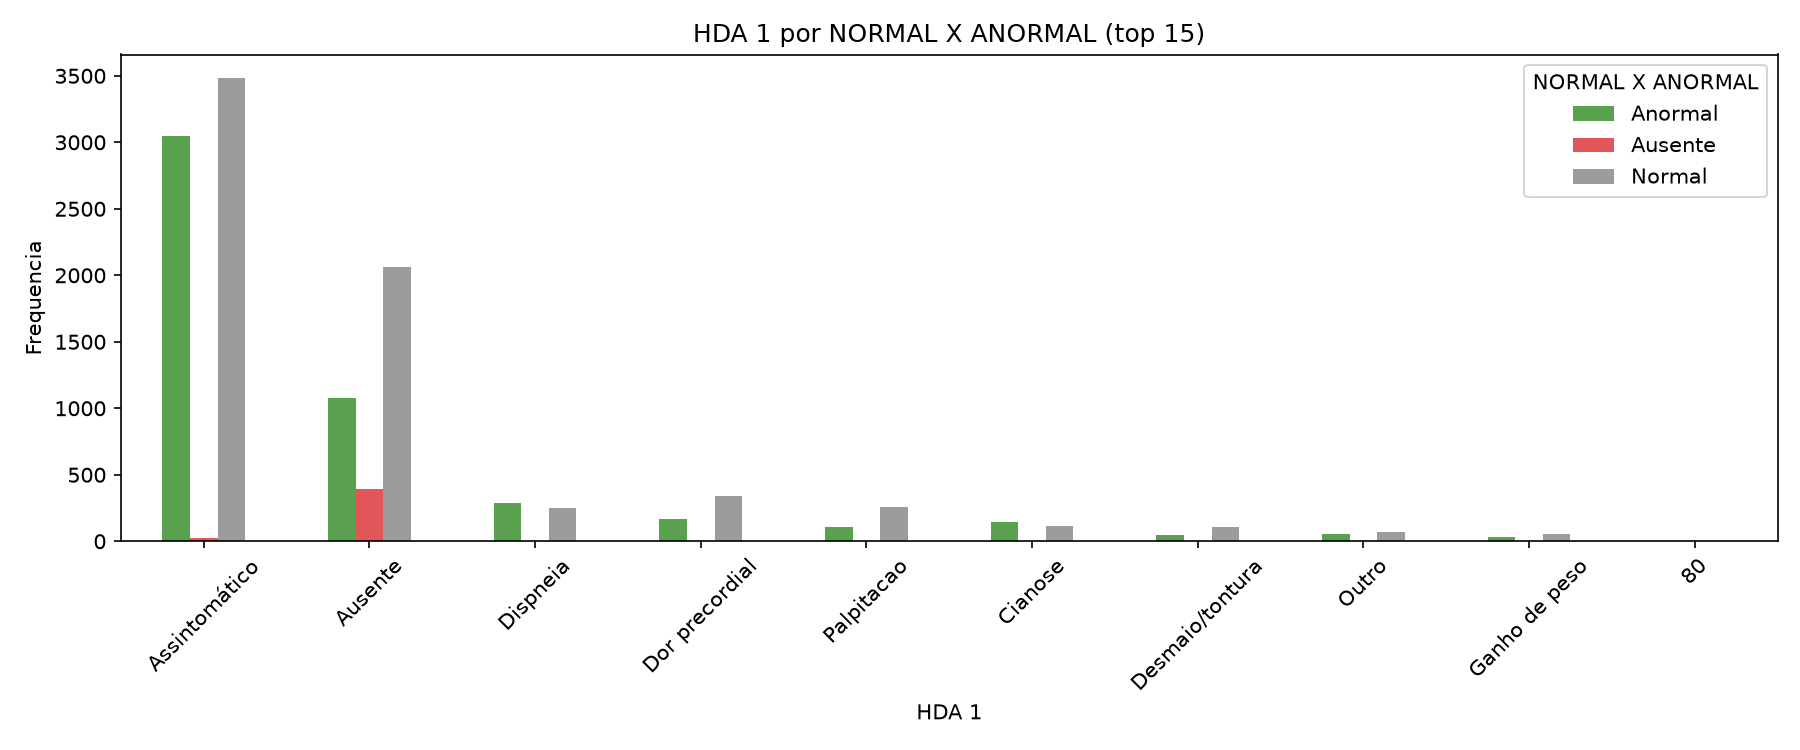 HDA 1 por NORMAL X ANORMAL (top 15)
NORMAL X ANORMAL
Anormal
Ausente
Normal
Frequencia
3500
3000
2500
2000
1500
1000
500
0
Assintomático
Ausente
Dispneia
Dor precordial
Palpitacao
Cianose
Desmaio/tontura
Outro
Ganho de peso
80
HDA 1